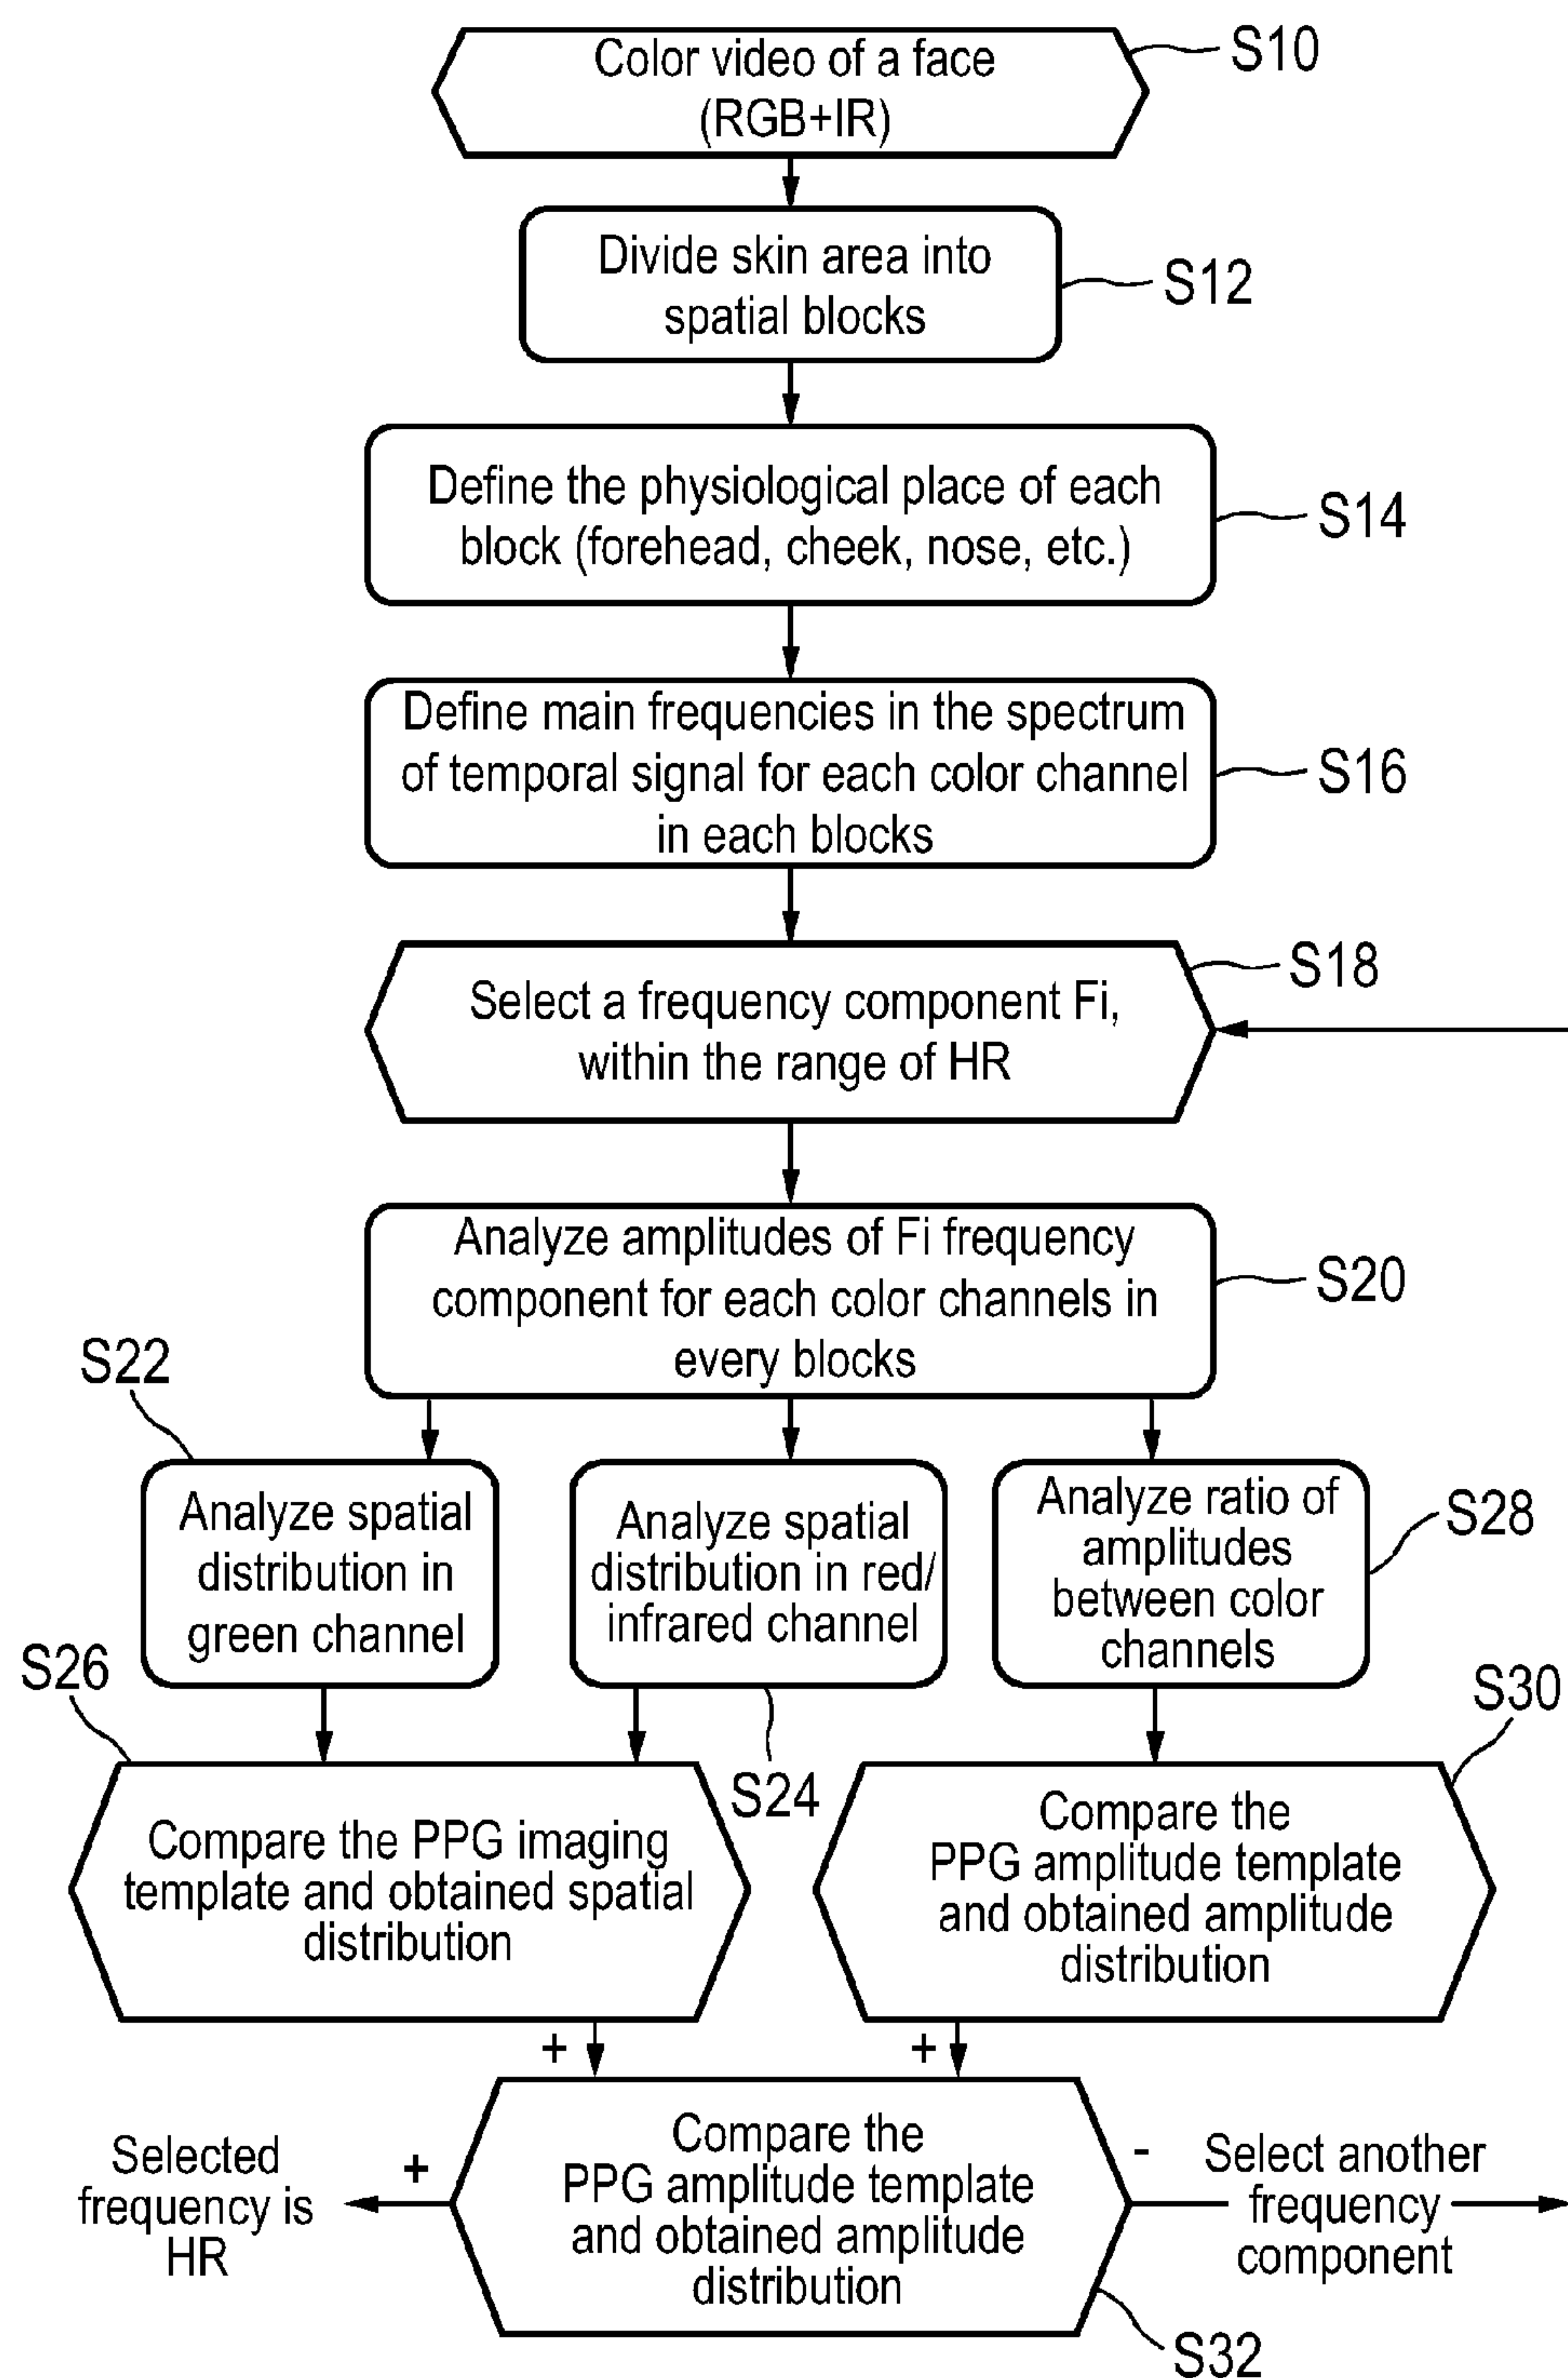 Color video of a face
(RGB+IR)
S10
Divide skin area into
spatial blocks
S12
Define the physiological place of each
block (forehead, cheek, nose, etc.)
S14
Define main frequencies in the spectrum
of temporal signal for each color channel
in each blocks
S16
Select a frequency component Fi,
within the range of HR
S18
Analyze amplitudes of Fi frequency
component for each color channels in
every blocks
S20
S22
Analyze spatial
distribution in
green channel
Analyze spatial
distribution in red/
infrared channel
S24
Analyze ratio of
amplitudes
between color
channels
S28
S26
Compare the PPG imaging
template and obtained spatial
distribution
S30
Compare the
PPG amplitude template
and obtained amplitude
distribution
+
+
Compare the
PPG amplitude template
and obtained amplitude
distribution
S32
+
Selected
frequency is
HR
-
Select another
frequency
component